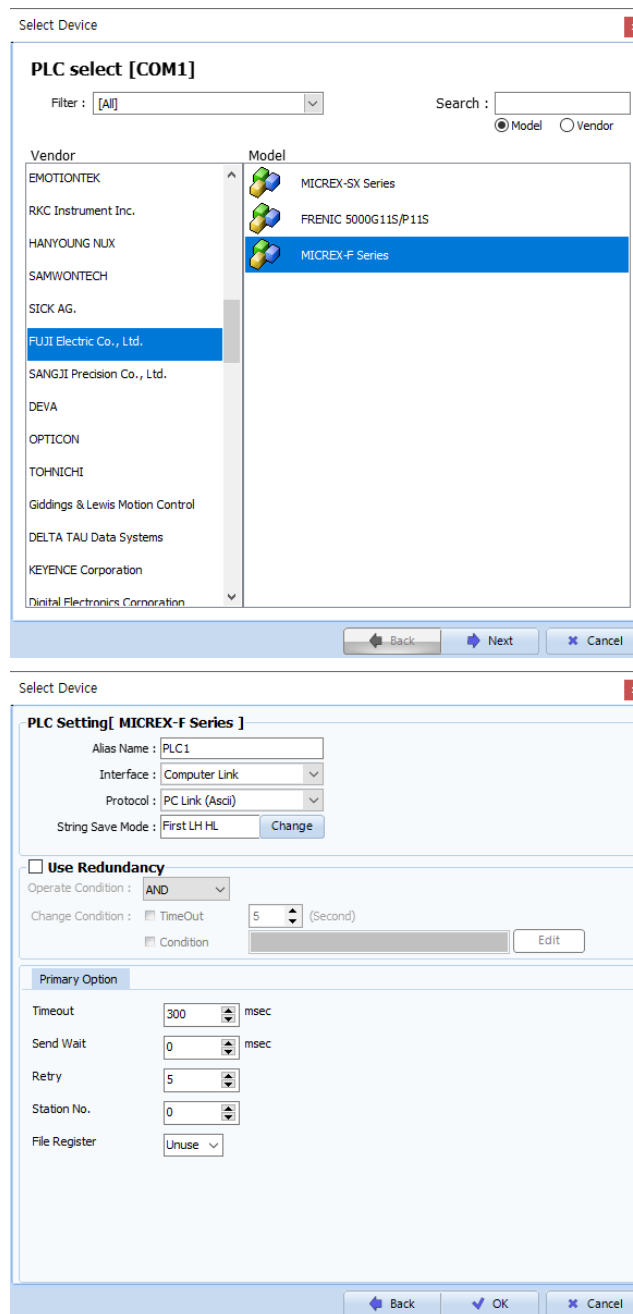 Select Device
PLC select [COM1]
Filter : [All]
Search :
Model Vendor
Vendor Model
EMOTIONTEK
RKC Instrument Inc.
HANYOUNG NUX
SAMWONTECH
SICK AG.
FUJI Electric Co., Ltd.
SANGJI Precision Co., Ltd.
DEVA
OPTICON
TOHNICHI
Giddings & Lewis Motion Control
DELTA TAU Data Systems
KEYENCE Corporation
Digital Electronics Corporation
MICREX-SX Series
FRENIC 5000G11S/P11S
MICREX-F Series
Back Next Cancel
Select Device
PLC Setting[ MICREX-F Series ]
Alias Name : PLC1
Interface : Computer Link
Protocol : PC Link (Ascii)
String Save Mode : First LH HL Change
Use Redundancy
Operate Condition : AND
Change Condition : TimeOut 5 (Second)
Condition Edit
Primary Option
Timeout 300 msec
Send Wait 0 msec
Retry 5
Station No. 0
File Register Unuse
Back OK Cancel